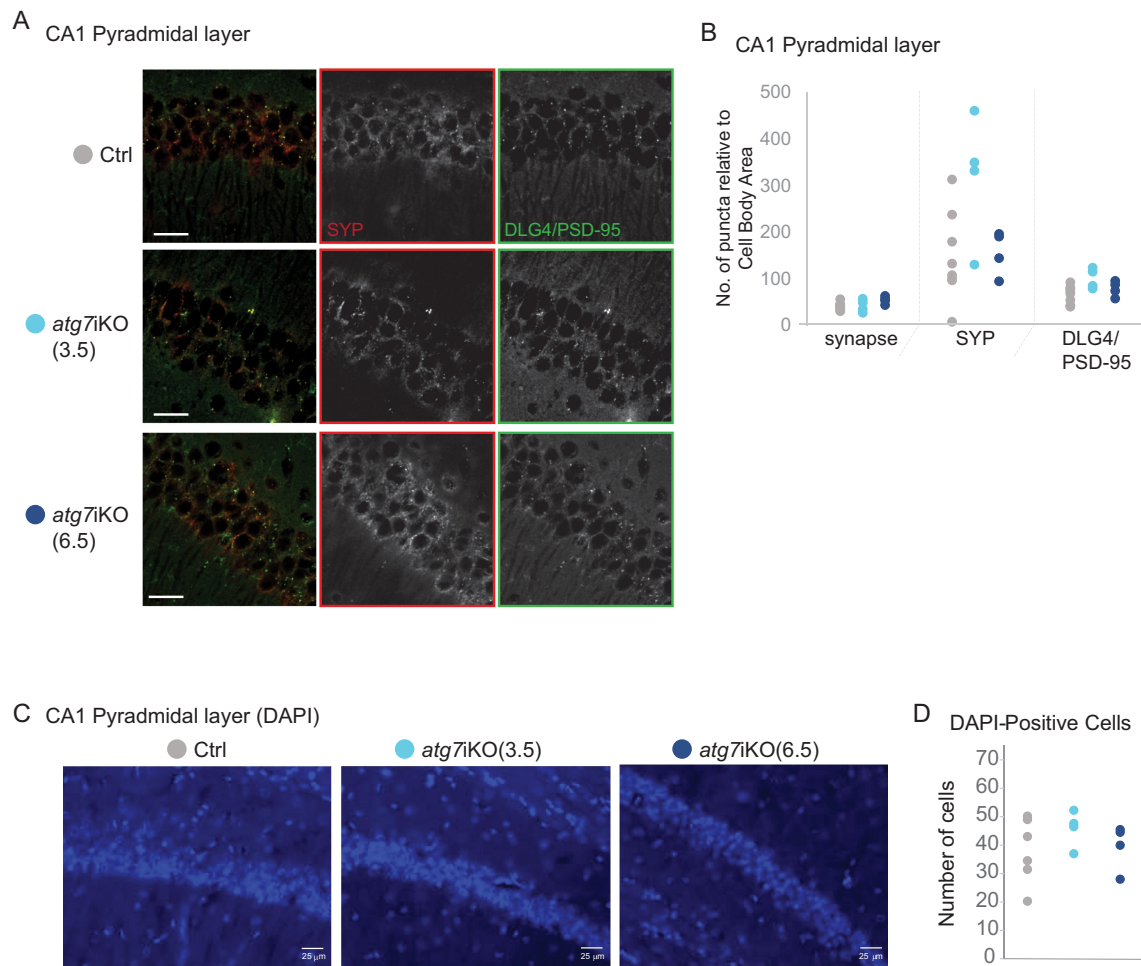 A CA1 Pyradmidal layer
Ctrl
SYP
DLG4/PSD-95
atg7iKO
(3.5)
atg7iKO
(6.5)
B CA1 Pyradmidal layer
No. of puncta relative to
Cell Body Area
500
400
300
200
100
0
synapse
SYP
DLG4/
PSD-95
C CA1 Pyradmidal layer (DAPI)
Ctrl
atg7iKO(3.5)
atg7iKO(6.5)
25 μm
25 μm
25 μm
D DAPI-Positive Cells
Number of cells
70
60
50
40
30
20
10
0